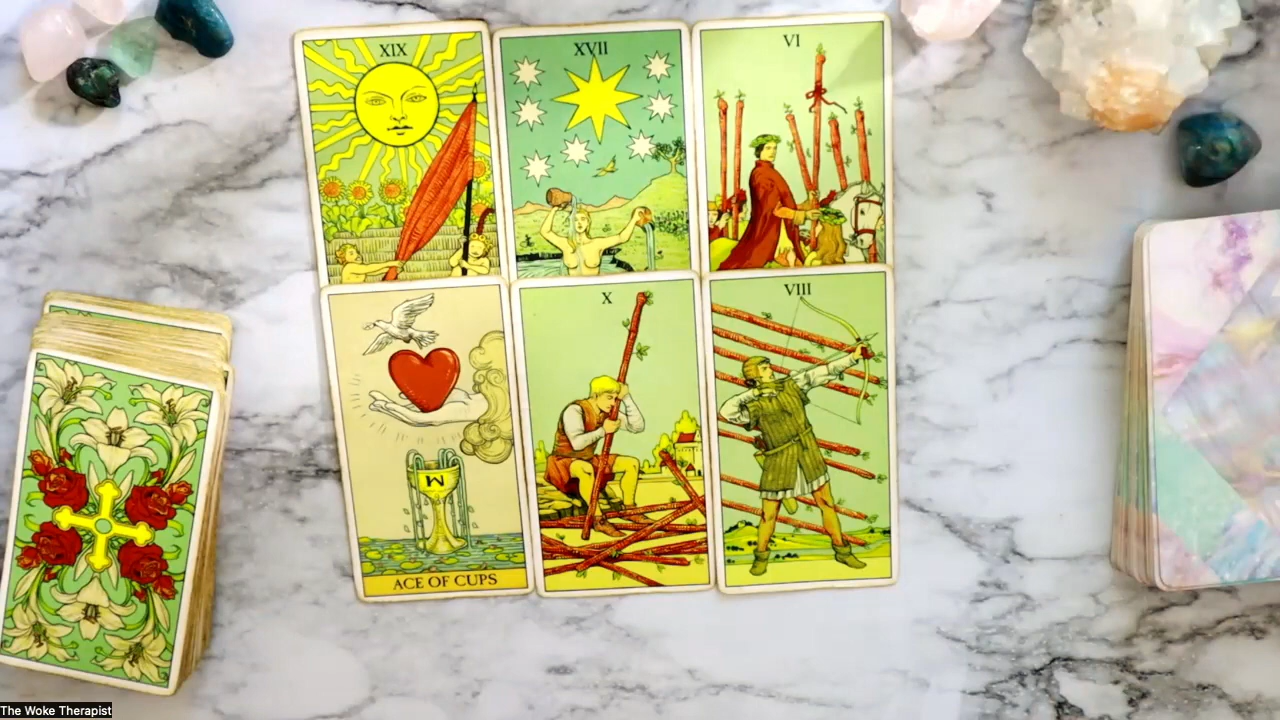 XIX
XVII
VI
X
VIII
M
ACE OF CUPS
The Woke Therapist